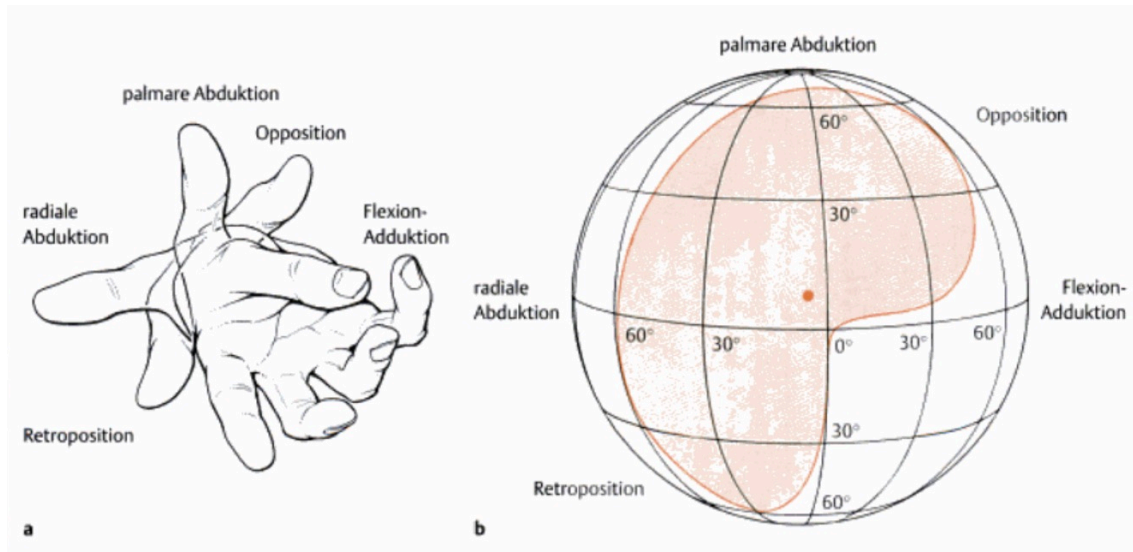 palmare Abduktion
Opposition
radiale
Abduktion
Flexion-
Adduktion
Retroposition
a
palmare Abduktion
Opposition
60°
30°
radiale
Abduktion
Flexion-
Adduktion
60°
30°
0°
30°
60°
30°
Retroposition
60°
b